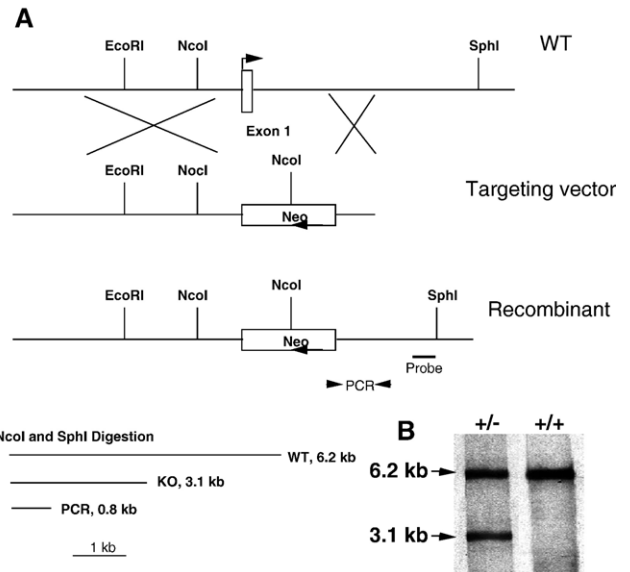 A
EcoRI NcoI SphI WT
Exon 1
NcoI
EcoRI NocI
Targeting vector
Neo
NcoI
EcoRI NcoI SphI
Recombinant
Neo
Probe
PCR
NcoI and SphI Digestion
WT, 6.2 kb
KO, 3.1 kb
PCR, 0.8 kb
1 kb
B +/- +/+
6.2 kb
3.1 kb